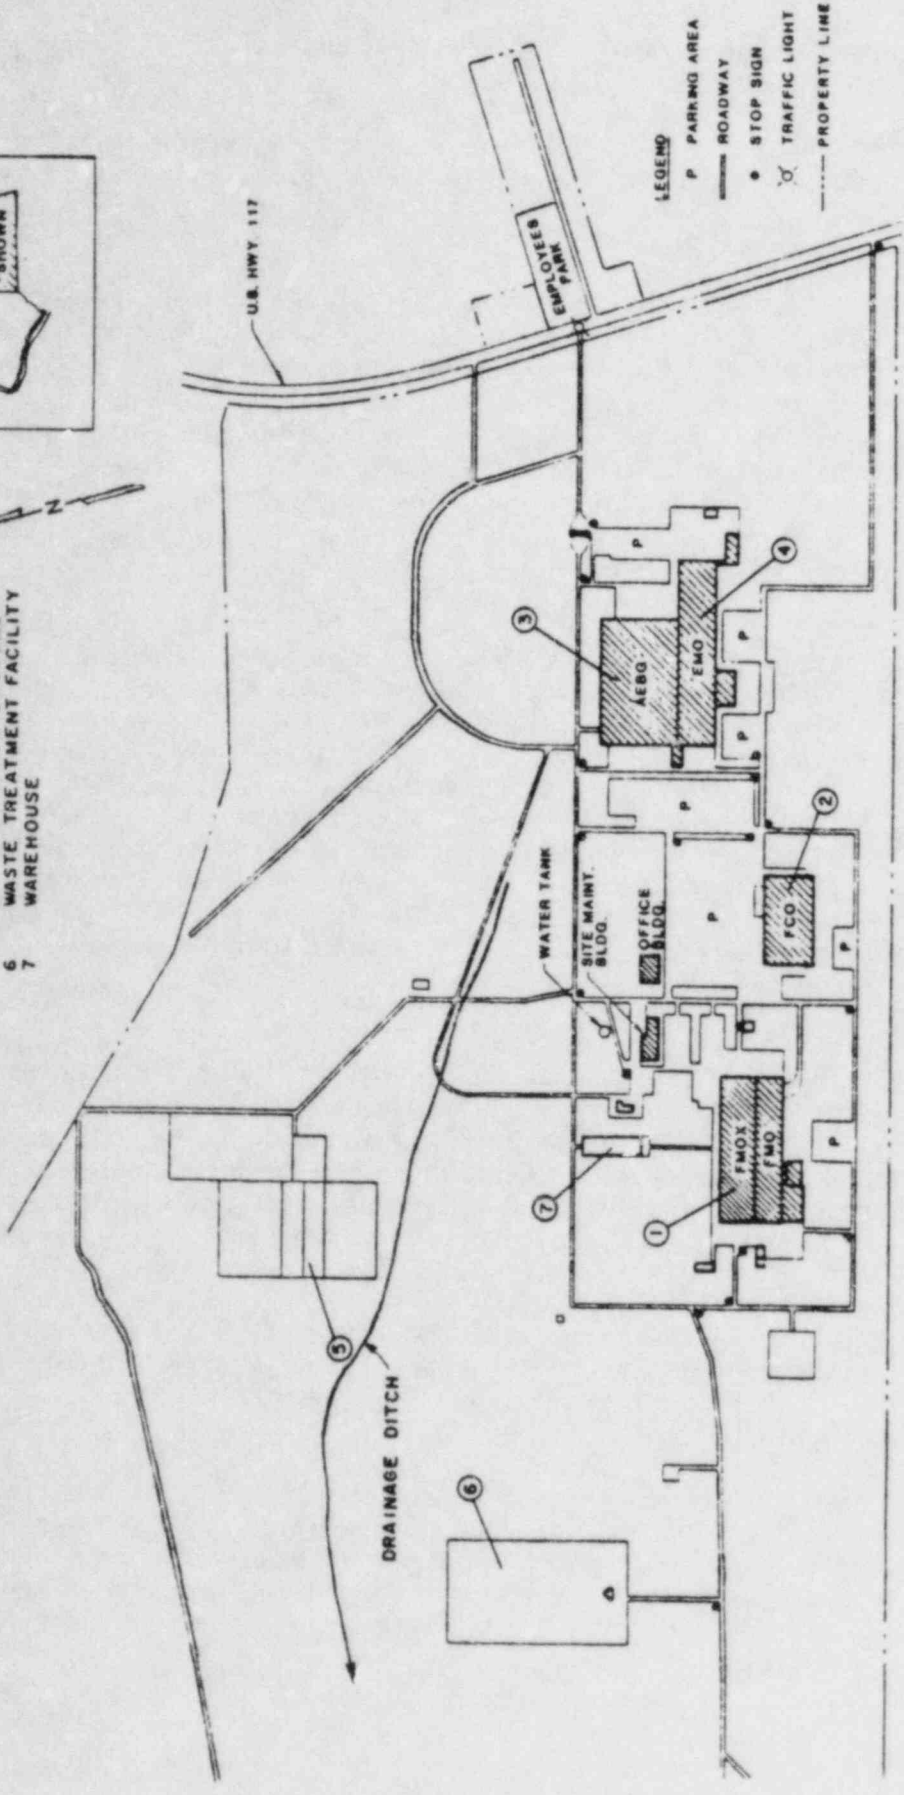 SHOWN
6 WASTE TREATMENT FACILITY
7 WAREHOUSE
N
U.S. HWY. 117
EMPLOYEES
PARK
LEGEND
P PARKING AREA
ROADWAY
STOP SIGN
TRAFFIC LIGHT
PROPERTY LINE
3
AEBG
EMO
4
P
P
P
P
WATER TANK
SITE MAINT.
BLDG.
OFFICE
BLDG.
P
FCO
2
P
7
1
FMOX
FMO
P
5
DRAINAGE DITCH
6